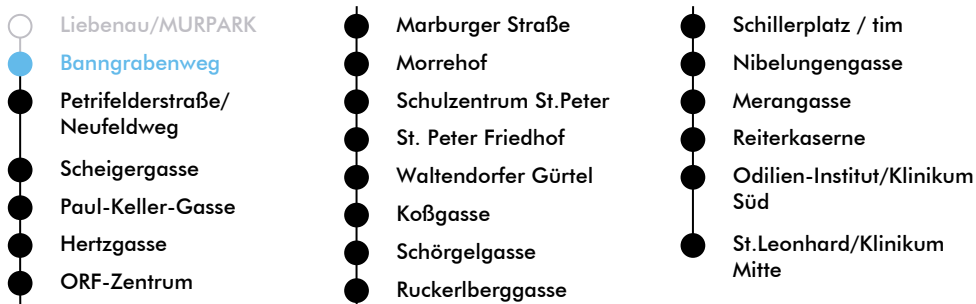 Liebenau/MURPARK
Banngrabenweg
Petrifelderstraße/
Neufeldweg
Scheigergasse
Paul-Keller-Gasse
Hertzgasse
ORF-Zentrum
Marburger Straße
Morrehof
Schulzentrum St.Peter
St. Peter Friedhof
Waltendorfer Gürtel
Koßgasse
Schörgelgasse
Ruckerlberggasse
Schillerplatz / tim
Nibelungengasse
Merangasse
Reiterkaserne
Odilien-Institut/Klinikum
Süd
St.Leonhard/Klinikum
Mitte